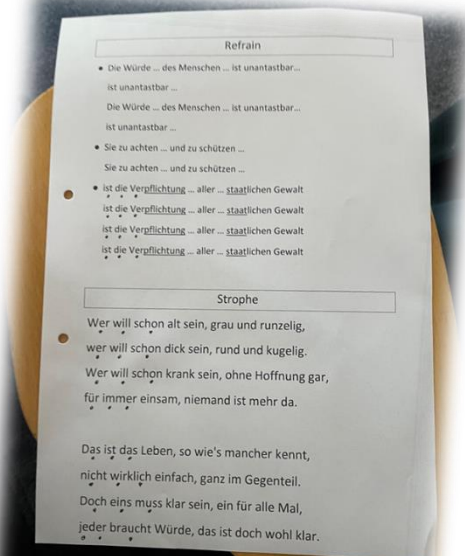 Refrain
• Die Würde ... des Menschen ... ist unantastbar...
ist unantastbar ...
Die Würde ... des Menschen ... ist unantastbar...
ist unantastbar ...
• Sie zu achten ... und zu schützen ...
Sie zu achten ... und zu schützen ...
• ist die Verpflichtung ... aller ... staatlichen Gewalt
ist die Verpflichtung ... aller ... staatlichen Gewalt
ist die Verpflichtung ... aller ... staatlichen Gewalt
ist die Verpflichtung ... aller ... staatlichen Gewalt
Strophe
Wer will schon alt sein, grau und runzelig,
wer will schon dick sein, rund und kugelig.
Wer will schon krank sein, ohne Hoffnung gar,
für immer einsam, niemand ist mehr da.
Das ist das Leben, so wie's mancher kennt,
nicht wirklich einfach, ganz im Gegenteil.
Doch eins muss klar sein, ein für alle Mal,
jeder braucht Würde, das ist doch wohl klar.